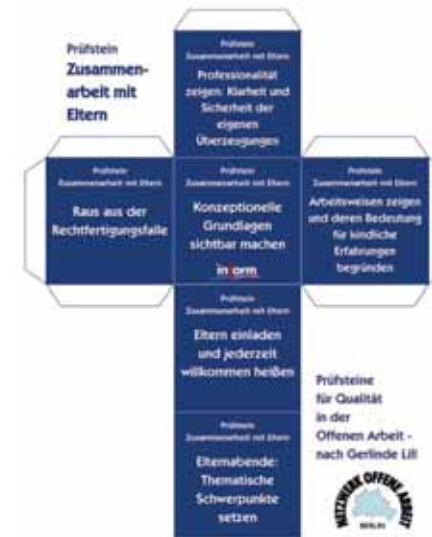 Prüfstein
Zusammen-
arbeit mit
Eltern
Prüfstein
Zusammenarbeit mit Eltern
Professionalität
zeigen: Klarheit und
Sicherheit der
eigenen
Überzeugungen
Prüfstein
Zusammenarbeit mit Eltern
Raus aus der
Rechtfertigungsfalle
Prüfstein
Zusammenarbeit mit Eltern
Konzeptionelle
Grundlagen
sichtbar machen
inform
Prüfstein
Zusammenarbeit mit Eltern
Arbeitsweisen zeigen
und deren Bedeutung
für kindliche
Erfahrungen
begründen
Prüfstein
Zusammenarbeit mit Eltern
Eltern einladen
und jederzeit
willkommen heißen
Prüfstein
Zusammenarbeit mit Eltern
Elternabende:
Thematische
Schwerpunkte
setzen
Prüfsteine
für Qualität
in der
Offenen Arbeit -
nach Gerlinde Lill
NETZWERK OFFENE ARBEIT
BERLIN